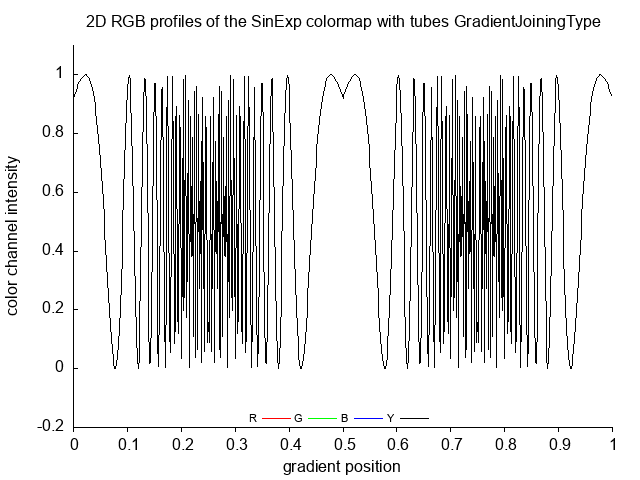 2D RGB profiles of the SinExp colormap with tubes GradientJoiningType
color channel intensity
1
0.8
0.6
0.4
0.2
0
-0.2
R G B Y
0 0.1 0.2 0.3 0.4 0.5 0.6 0.7 0.8 0.9 1
gradient position